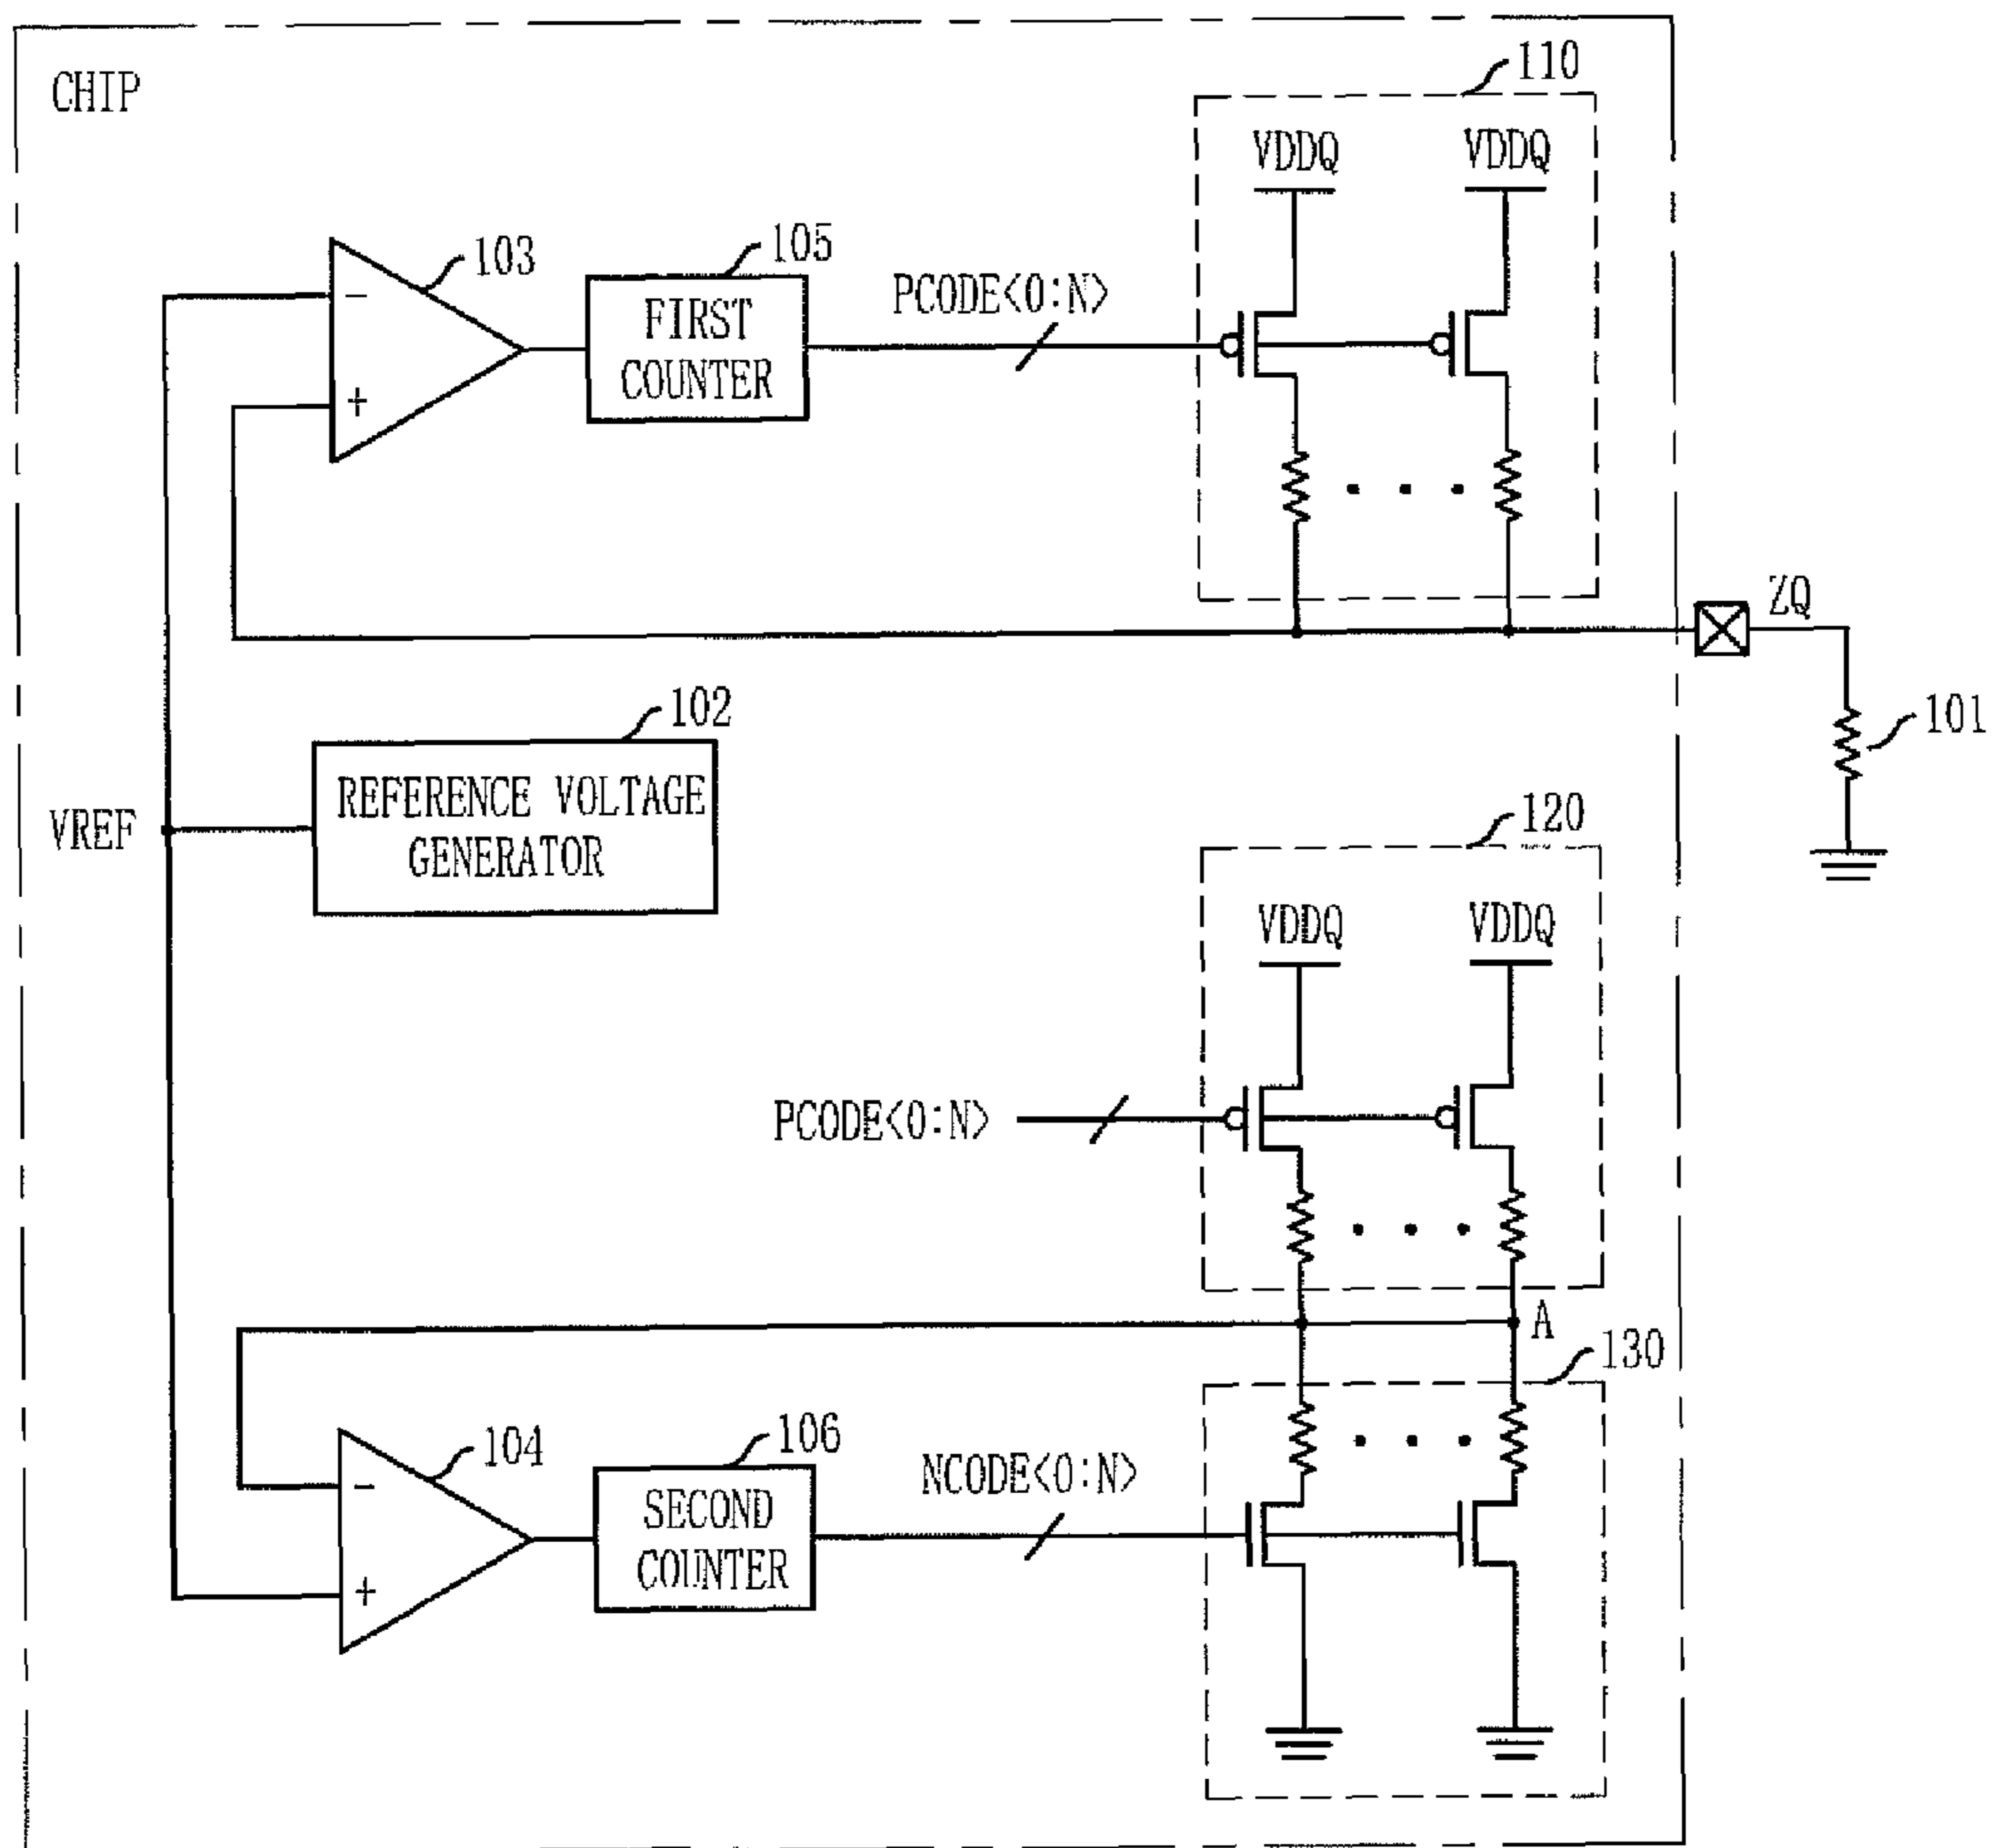 CHIP
110
VDDQ VDDQ
103
105
-
+
FIRST
COUNTER
PCODE<0:N>
ZQ
101
102
REFERENCE VOLTAGE
GENERATOR
VREF
120
VDDQ VDDQ
PCODE<0:N>
A
130
104
106
-
+
SECOND
COUNTER
NCODE<0:N>